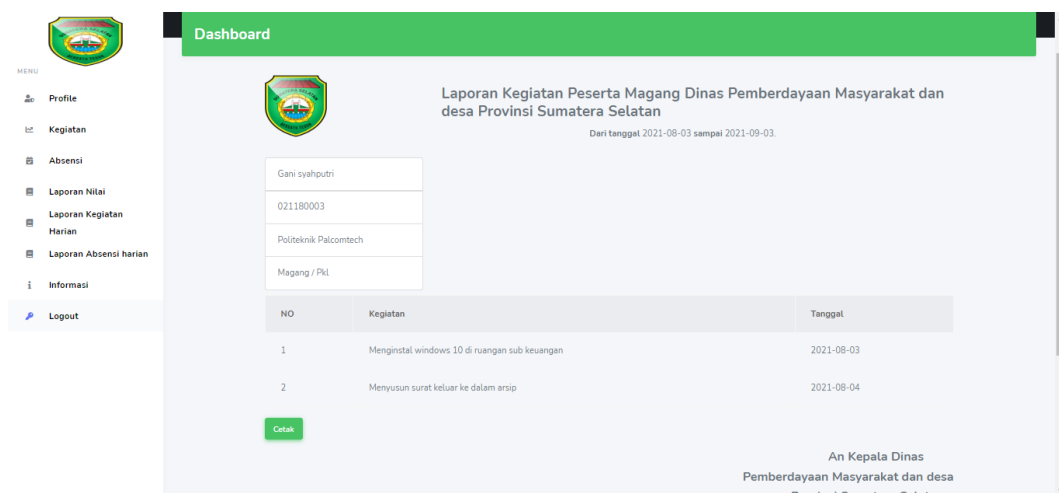 MENU
Profile
Kegiatan
Absensi
Laporan Nilai
Laporan Kegiatan
Harian
Laporan Absensi harian
Informasi
Logout
Dashboard
Laporan Kegiatan Peserta Magang Dinas Pemberdayaan Masyarakat dan
desa Provinsi Sumatera Selatan
Dari tanggal 2021-08-03 sampai 2021-09-03.
Gani syahputri
021180003
Politeknik Palcomtech
Magang / Pkl
NO Kegiatan Tanggal
1 Menginstal windows 10 di ruangan sub keuangan 2021-08-03
2 Menyusun surat keluar ke dalam arsip 2021-08-04
Cetak
An Kepala Dinas
Pemberdayaan Masyarakat dan desa